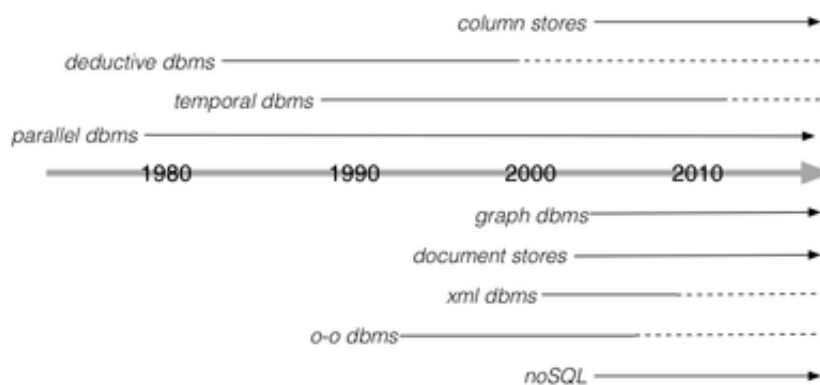 column stores
deductive dbms
temporal dbms
parallel dbms
1980 1990 2000 2010
graph dbms
document stores
xml dbms
o-o dbms
noSQL